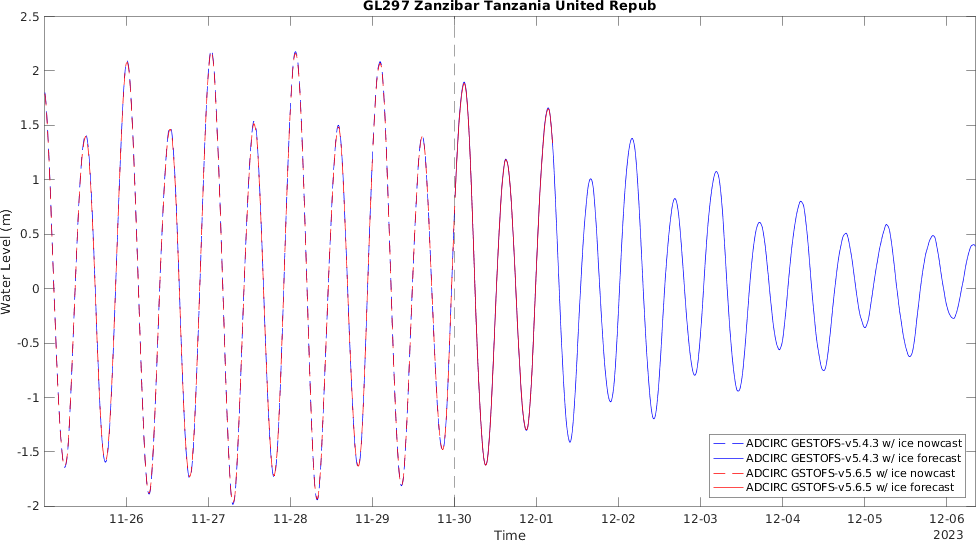 GL297 Zanzibar Tanzania United Repub
2.5
2
1.5
1
0.5
0
-0.5
-1
-1.5
-2
Water Level (m)
ADCIRC GESTOFS-v5.4.3 w/ ice nowcast
ADCIRC GESTOFS-v5.4.3 w/ ice forecast
ADCIRC GSTOFS-v5.6.5 w/ ice nowcast
ADCIRC GSTOFS-v5.6.5 w/ ice forecast
11-26 11-27 11-28 11-29 11-30 12-01 12-02 12-03 12-04 12-05 12-06
Time 2023